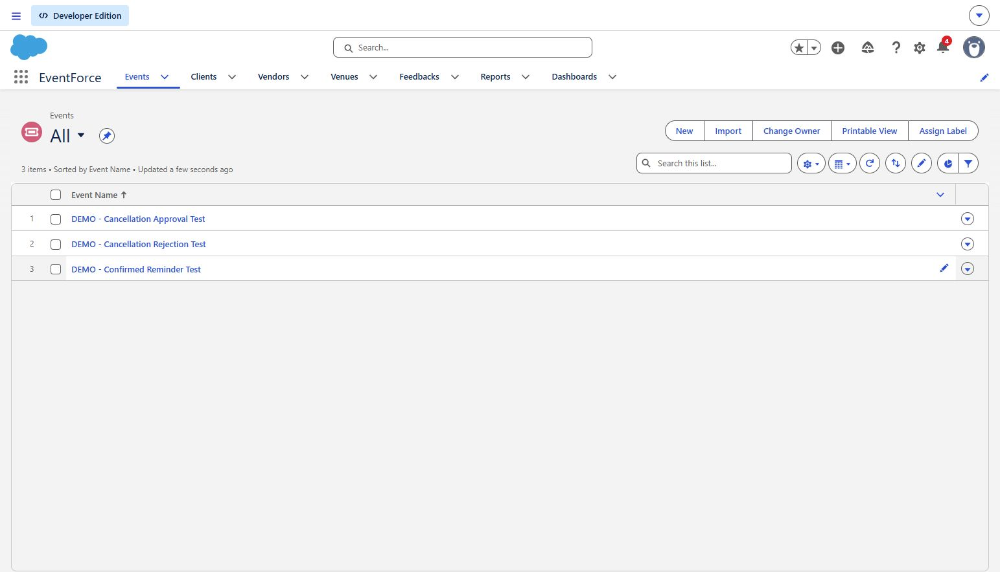 Developer Edition
Search...
4
EventForce
Events
Clients
Vendors
Venues
Feedbacks
Reports
Dashboards
Events
All
New
Import
Change Owner
Printable View
Assign Label
3 items • Sorted by Event Name • Updated a few seconds ago
Search this list...
Event Name
1 DEMO - Cancellation Approval Test
2 DEMO - Cancellation Rejection Test
3 DEMO - Confirmed Reminder Test